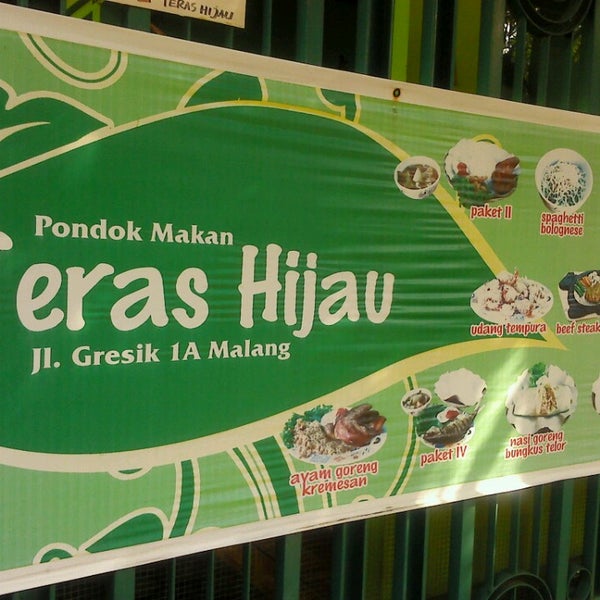 TERAS HIJAU
Pondok Makan
Teras Hijau
Jl. Gresik 1A Malang
paket II
spaghetti
bolognese
udang tempura
beef steak
ayam goreng
kremesan
paket IV
nasi goreng
bungkus telor